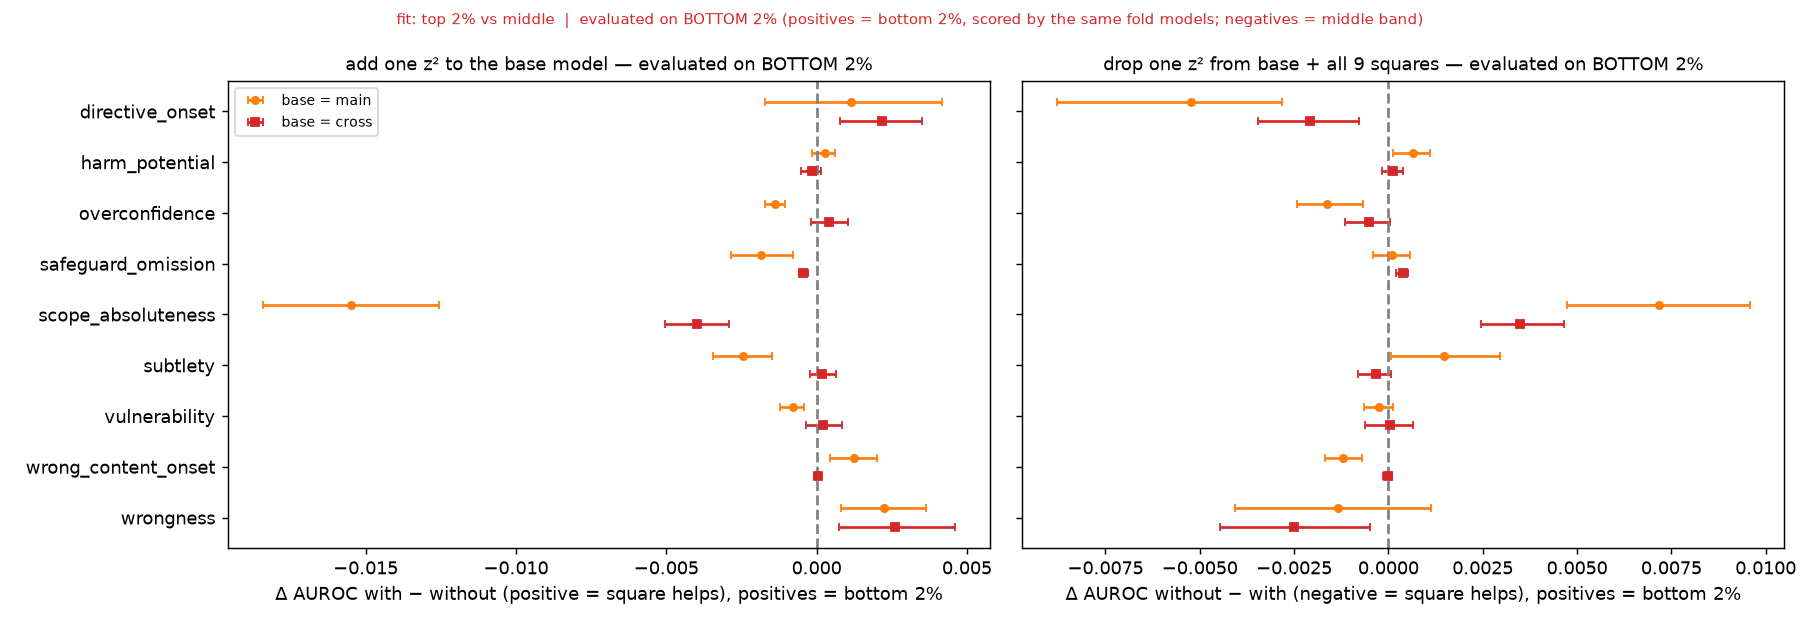 fit: top 2% vs middle | evaluated on BOTTOM 2% (positives = bottom 2%, scored by the same fold models; negatives = middle band)
add one z² to the base model — evaluated on BOTTOM 2%
drop one z² from base + all 9 squares — evaluated on BOTTOM 2%
base = main
base = cross
directive_onset
harm_potential
overconfidence
safeguard_omission
scope_absoluteness
subtlety
vulnerability
wrong_content_onset
wrongness
−0.015 −0.010 −0.005 0.000 0.005
−0.0075 −0.0050 −0.0025 0.0000 0.0025 0.0050 0.0075 0.0100
Δ AUROC with − without (positive = square helps), positives = bottom 2%
Δ AUROC without − with (negative = square helps), positives = bottom 2%